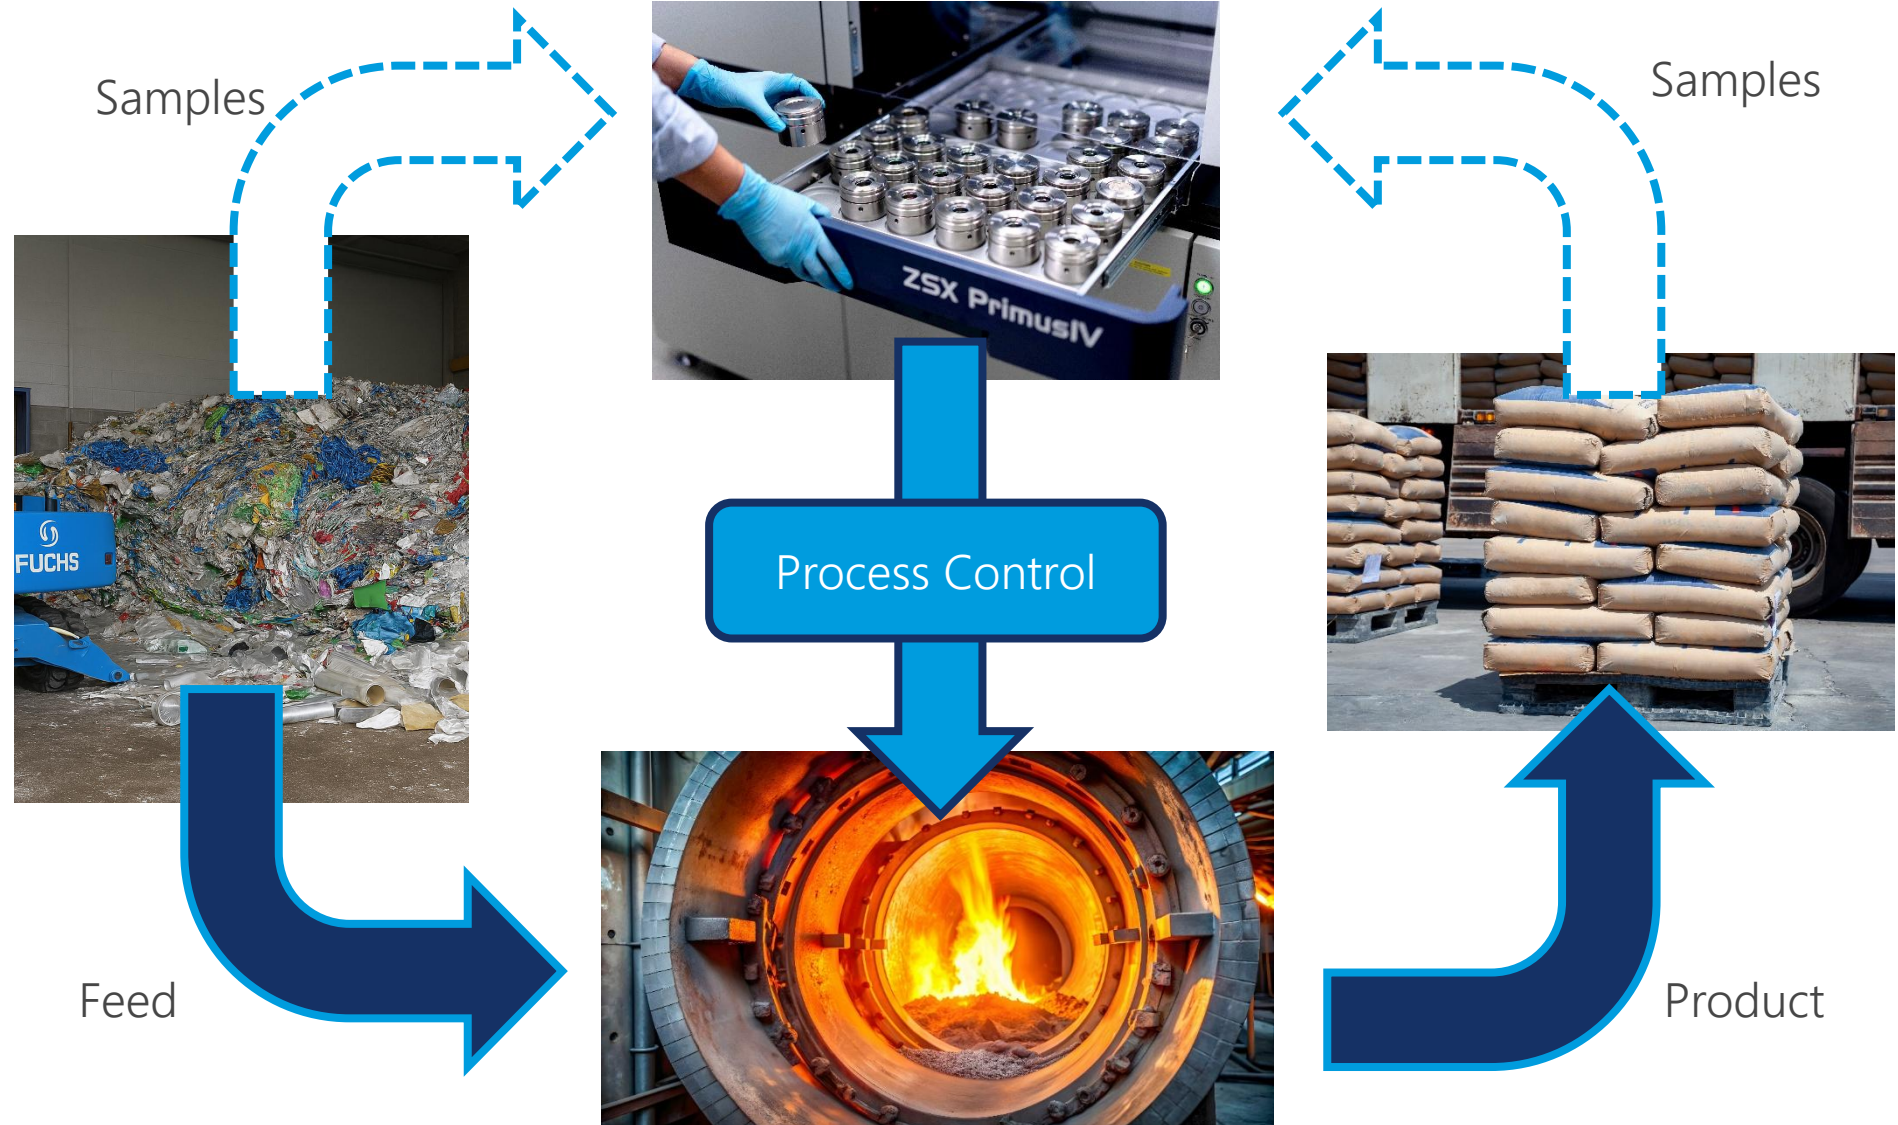 Samples
Samples
ZSX PrimusIV
FUCHS
Process Control
Feed
Product